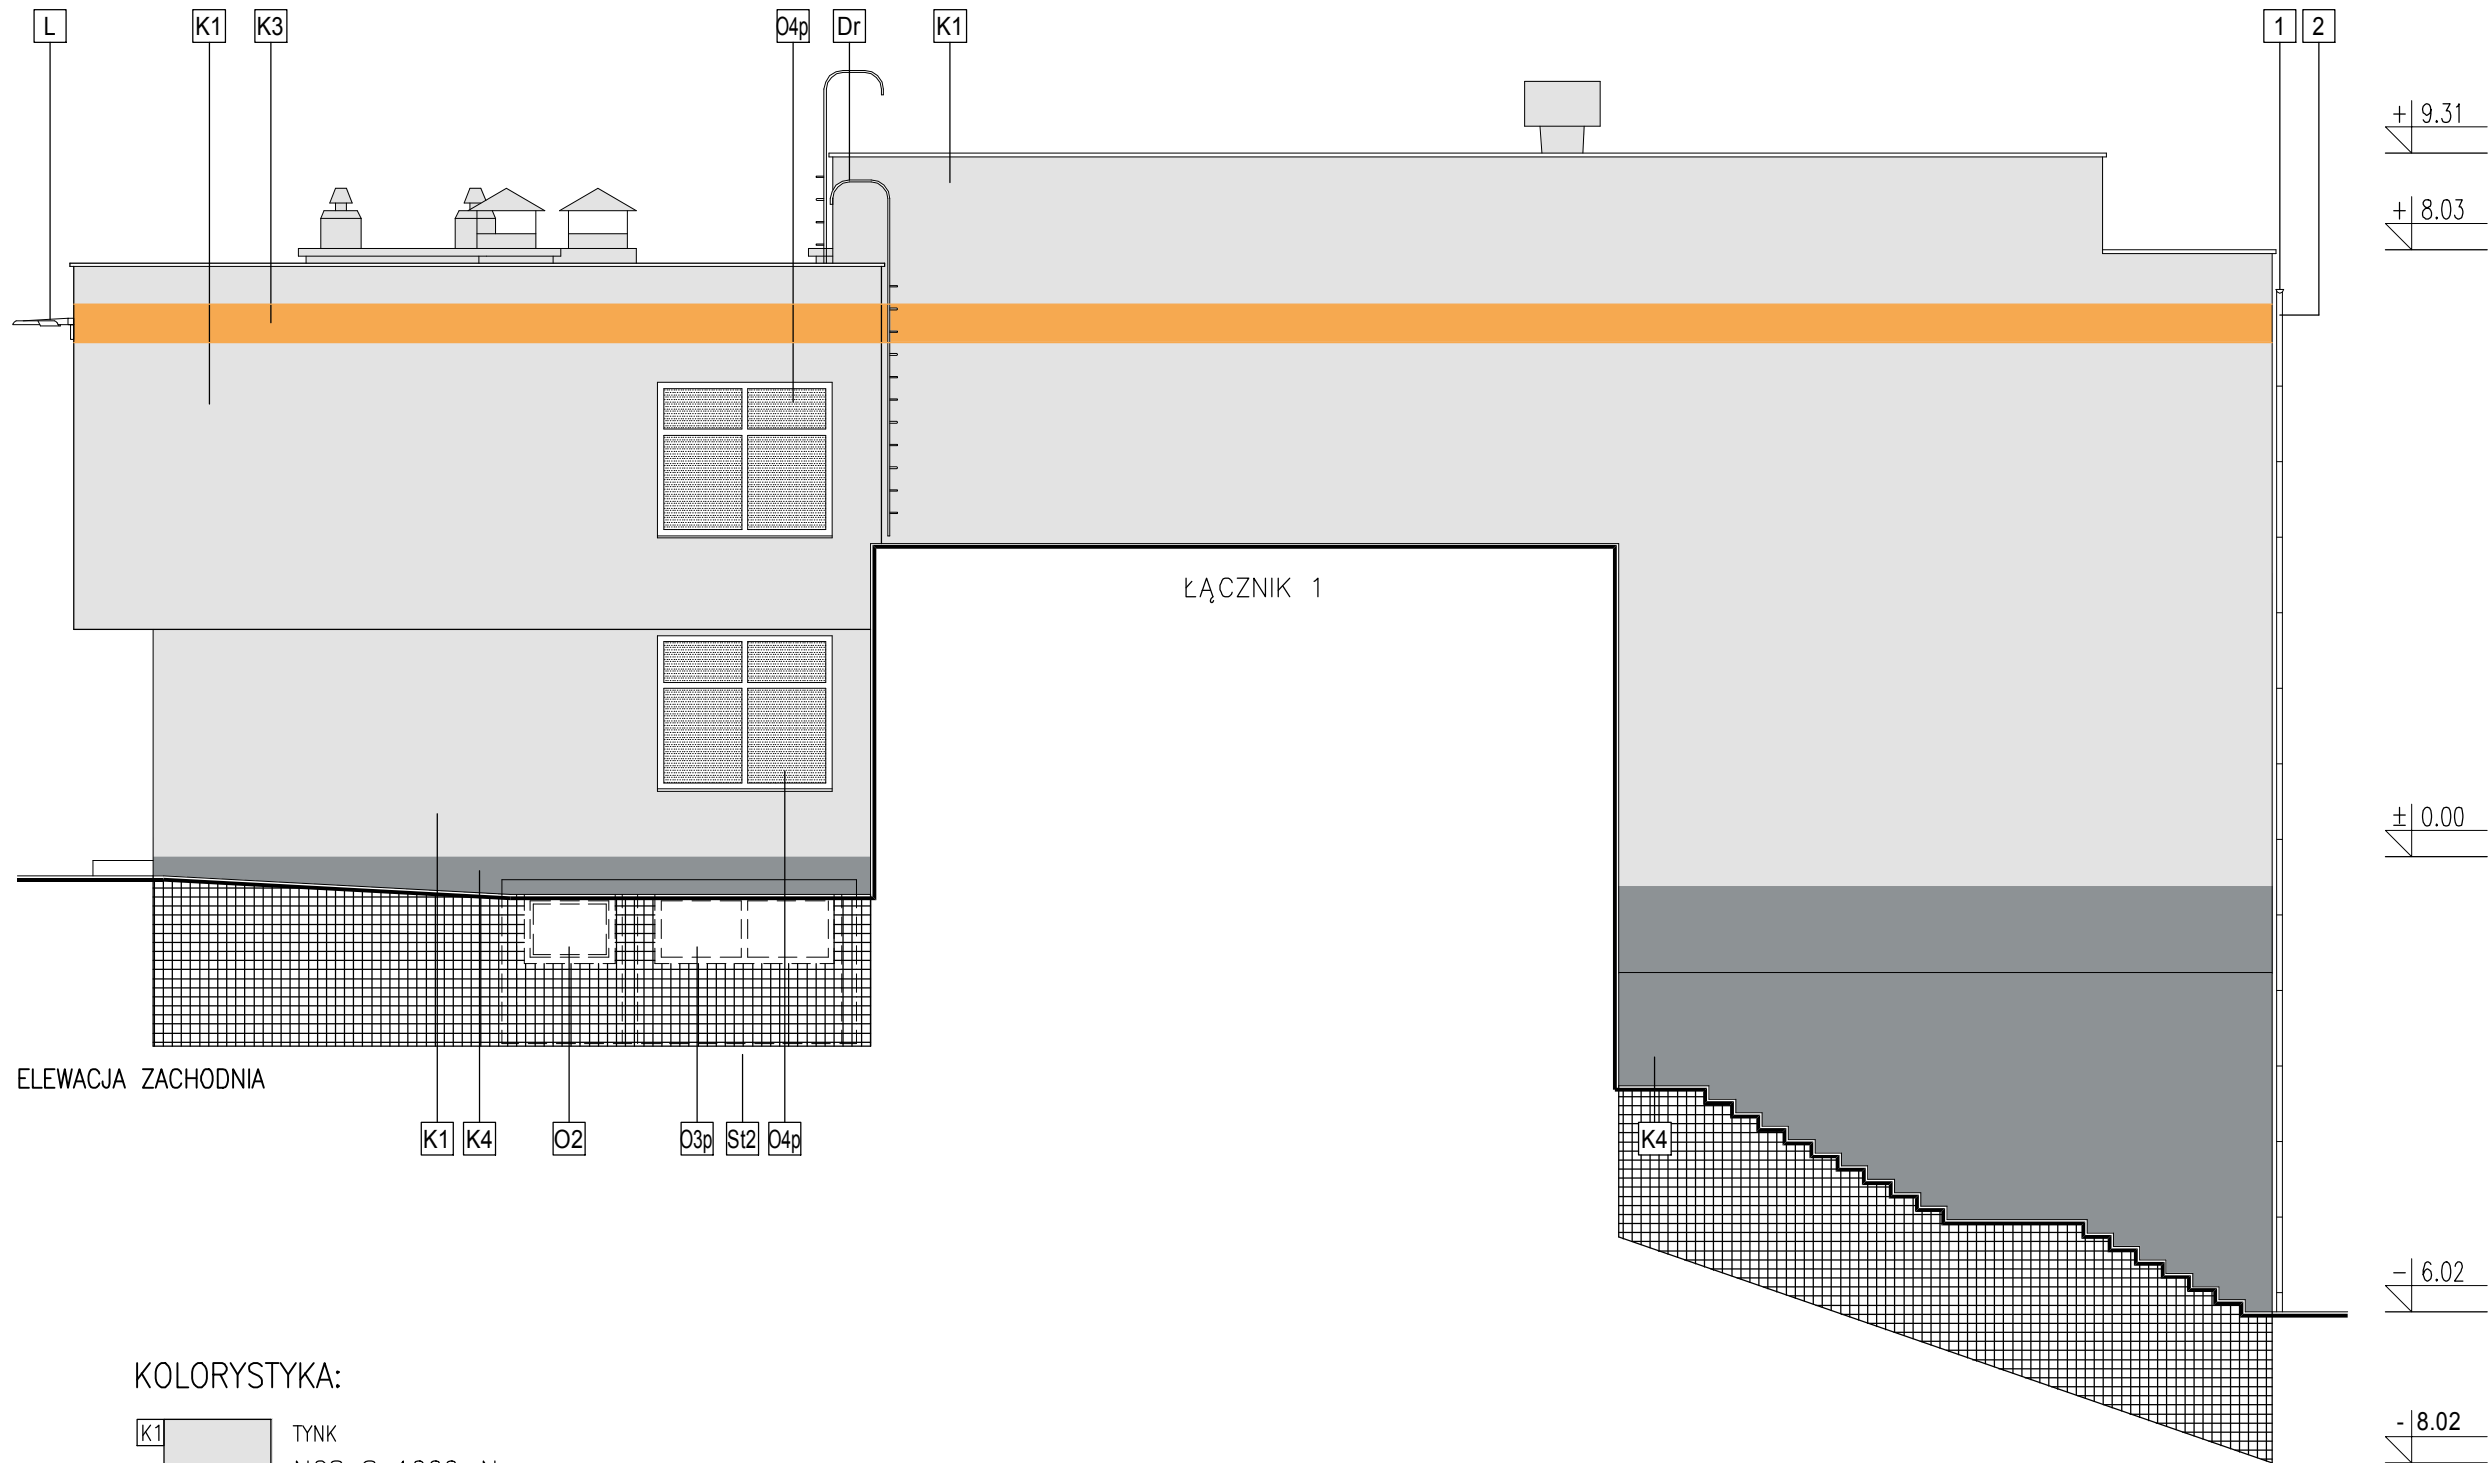 L K1 K3 O4p Dr K1 1 2
+ 9.31
+ 8.03
ŁĄCZNIK 1
± 0.00
ELEWACJA ZACHODNIA
K1 K4 O2 O3p St2 O4p K4
- 6.02
KOLORYSTYKA:
K1 TYNK
- 8.02